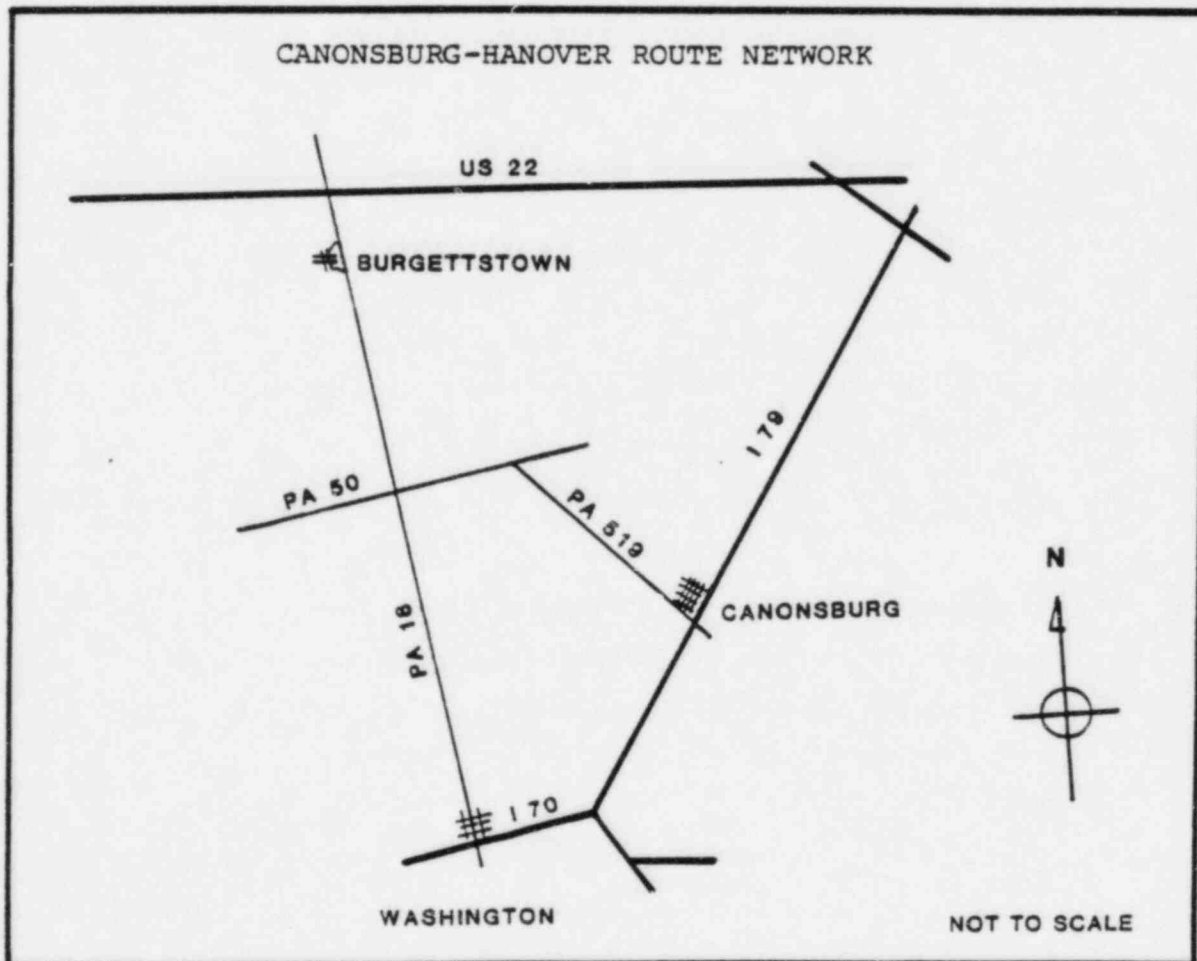 CANONSBURG-HANOVER ROUTE NETWORK
US 22
BURGETTSTOWN
I 79
PA 50
PA 519
N
CANONSBURG
PA 18
I 70
WASHINGTON
NOT TO SCALE